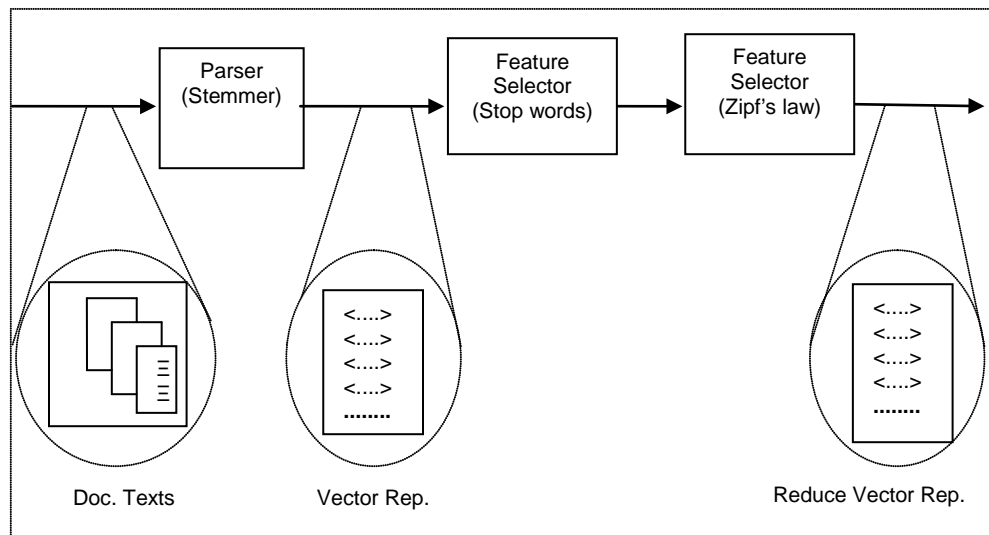 Parser
(Stemmer)
Feature
Selector
(Stop words)
Feature
Selector
(Zipf's law)
<....>
<....>
<....>
<....>
........
<....>
<....>
<....>
<....>
........
Doc. Texts
Vector Rep.
Reduce Vector Rep.